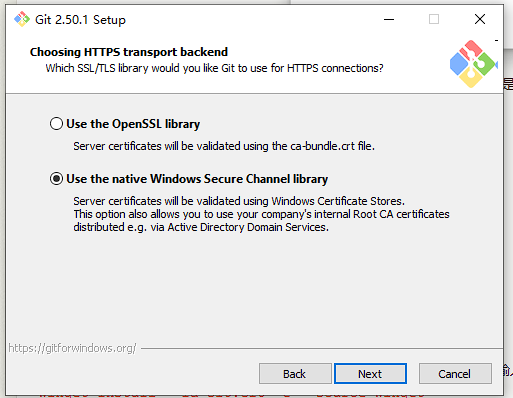 Git 2.50.1 Setup
Choosing HTTPS transport backend
Which SSL/TLS library would you like Git to use for HTTPS connections?
是
Use the OpenSSL library
Server certificates will be validated using the ca-bundle.crt file.
Use the native Windows Secure Channel library
Server certificates will be validated using Windows Certificate Stores.
This option also allows you to use your company's internal Root CA certificates
distributed e.g. via Active Directory Domain Services.
https://gitforwindows.org/
Back
Next
Cancel